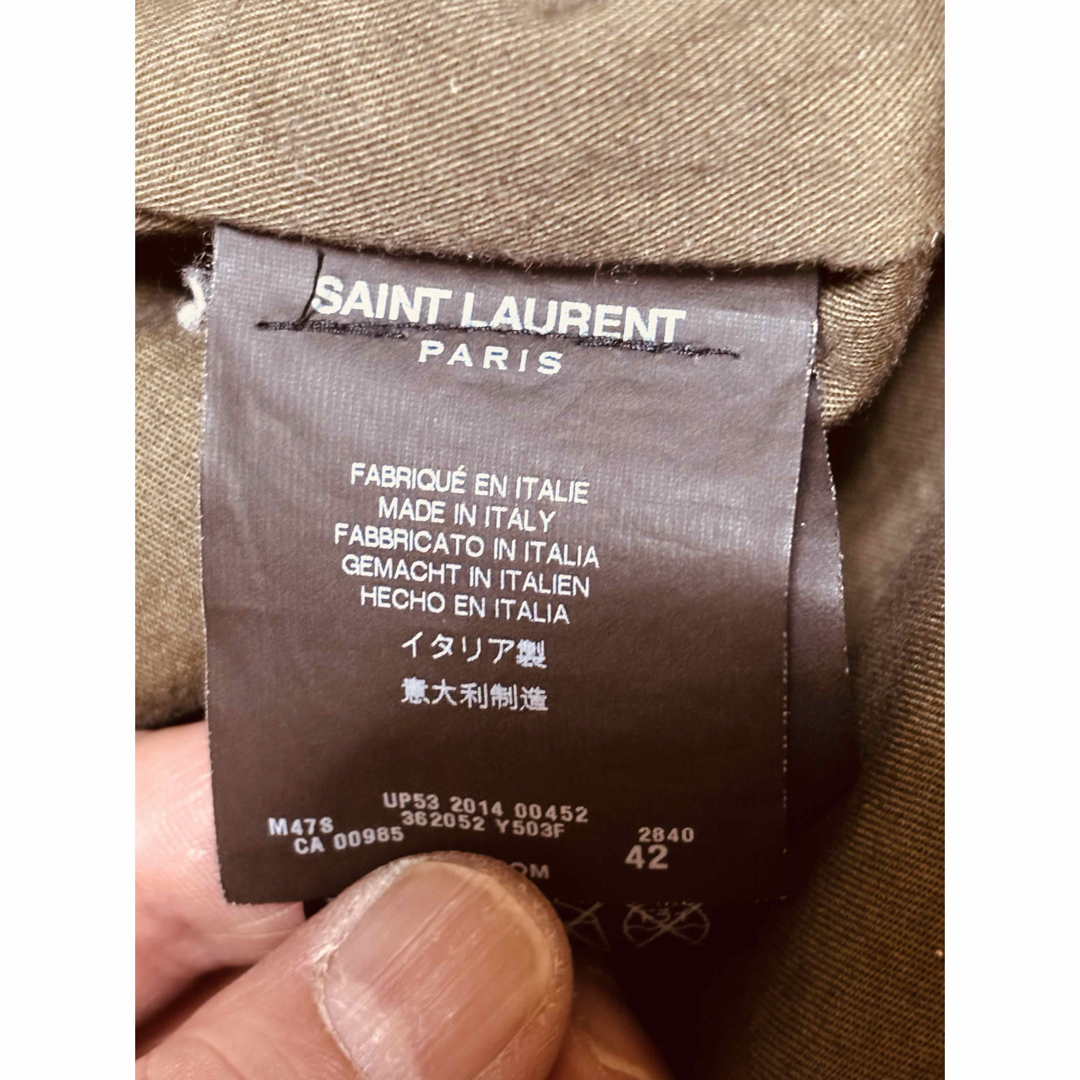 SAINT LAURENT
PARIS
FABRIQUÉ EN ITALIE
MADE IN ITALY
FABBRICATO IN ITALIA
GEMACHT IN ITALIEN
HECHO EN ITALIA
イタリア製
意大利制造
UP53 2014 00452
M47S 362052 Y503F 2840
CA 00985 42